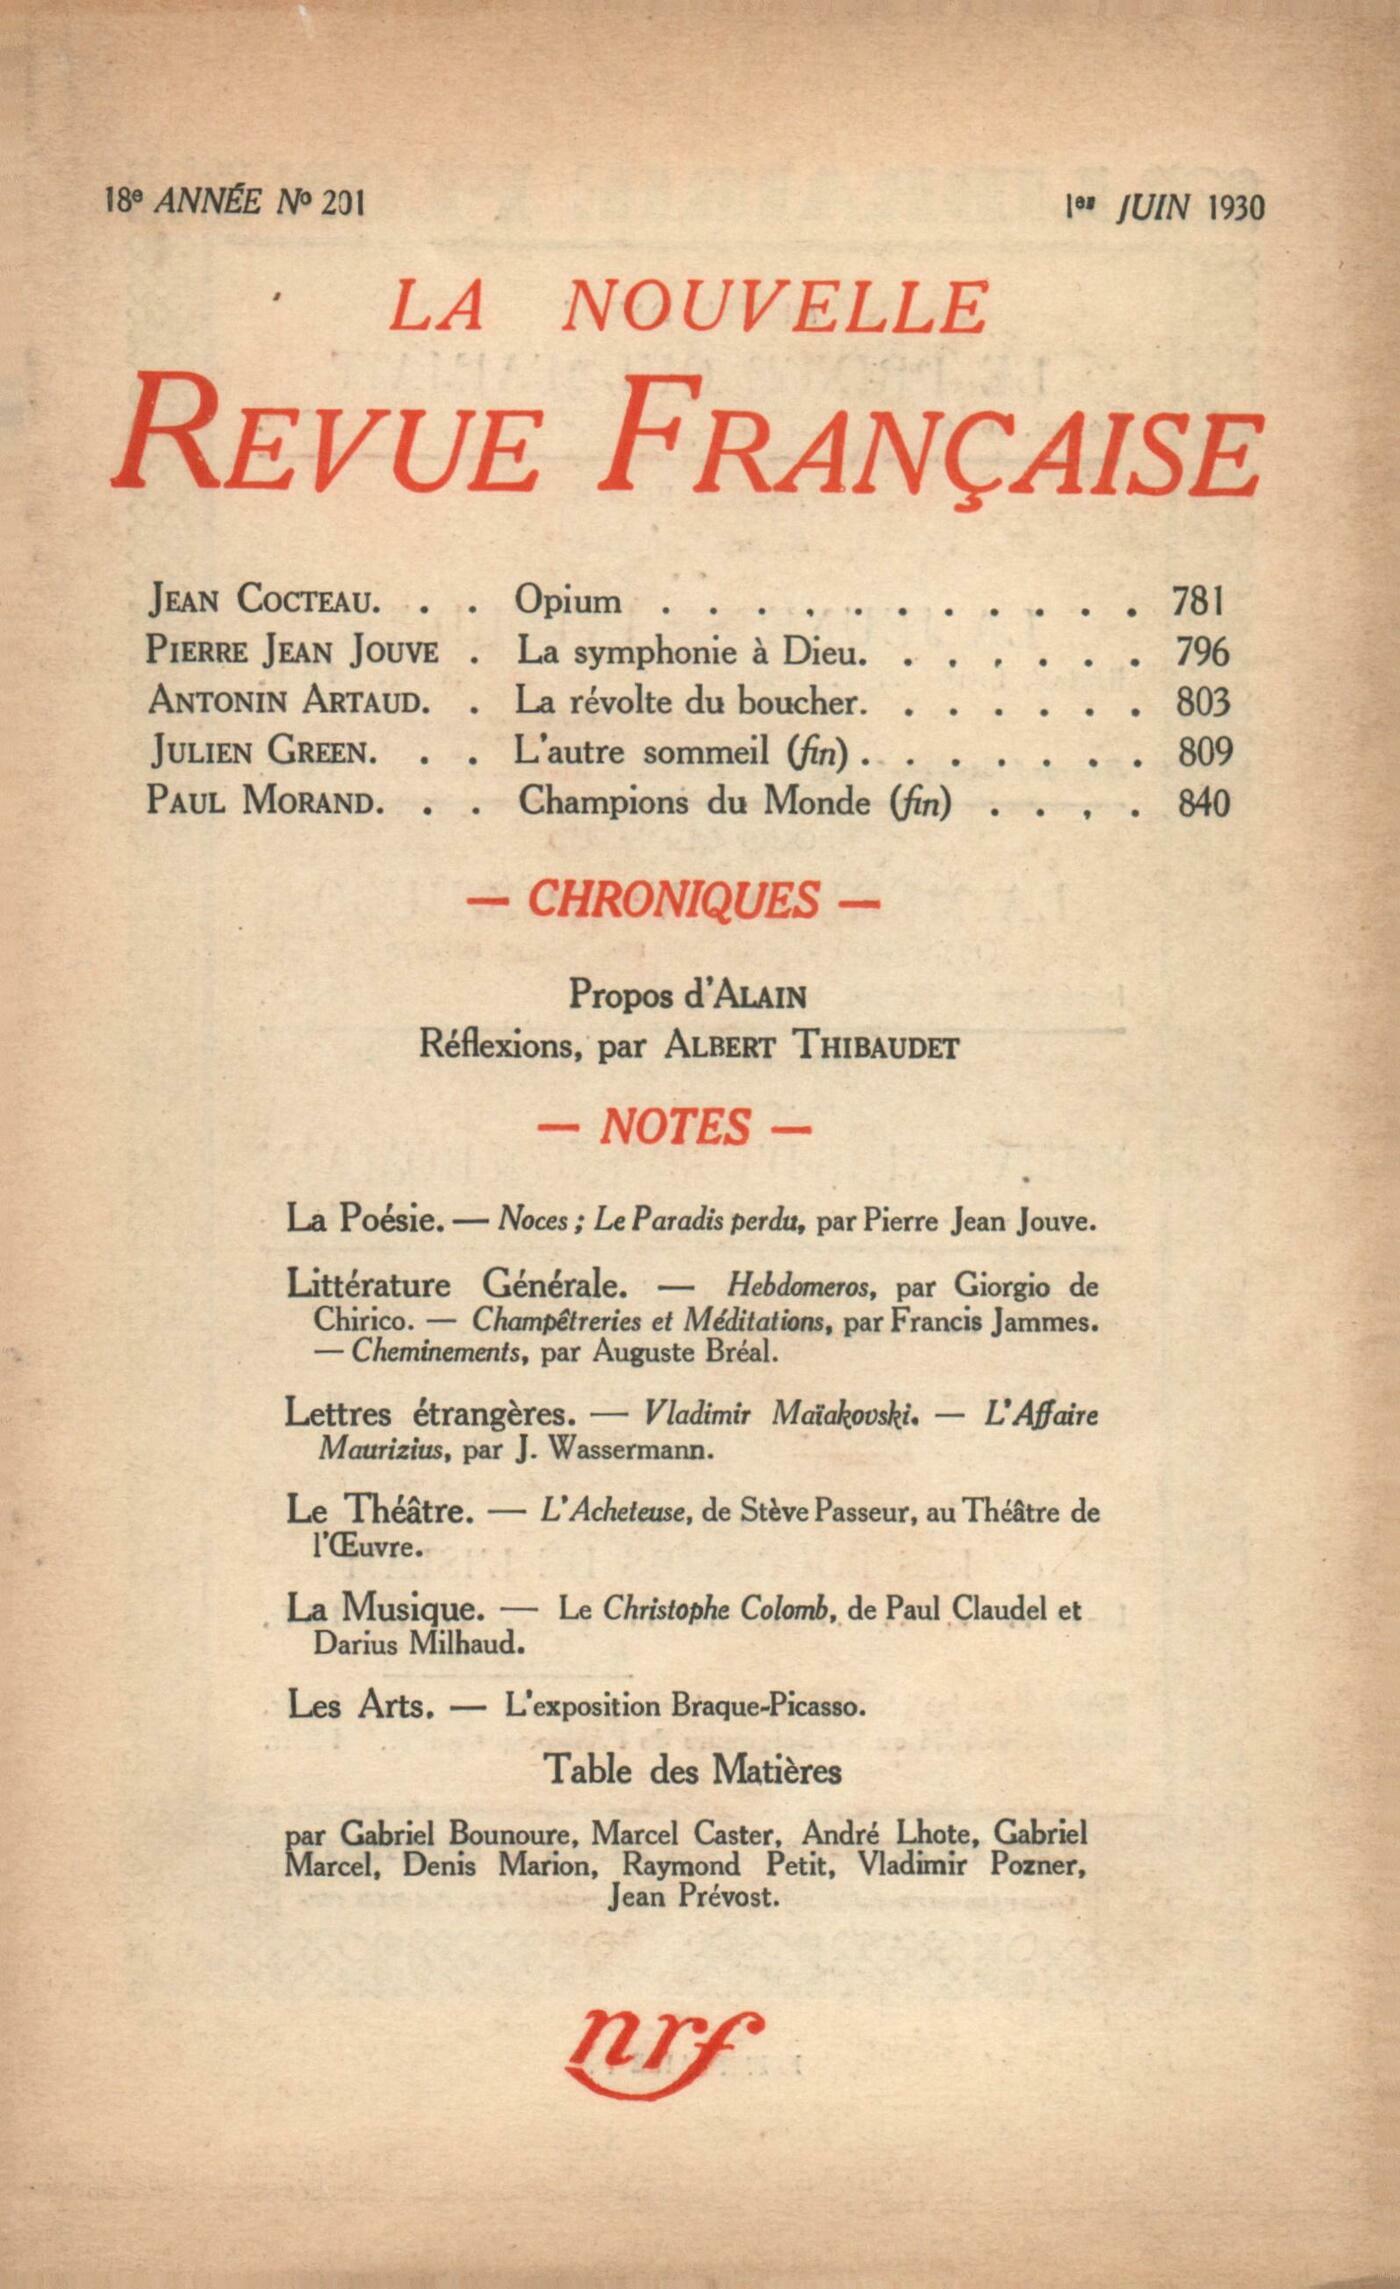 18e ANNÉE No 201
1er JUIN 1930
LA NOUVELLE
REVUE FRANÇAISE
JEAN COCTEAU. . . Opium . . . . . . . . . . . 781
PIERRE JEAN JOUVE . La symphonie à Dieu. . . . . . . 796
ANTONIN ARTAUD. . La révolte du boucher. . . . . . . 803
JULIEN GREEN. . . L'autre sommeil (fin) . . . . . . . 809
PAUL MORAND. . . Champions du Monde (fin) . . . . 840
— CHRONIQUES —
Propos d'ALAIN
Réflexions, par ALBERT THIBAUDET
— NOTES —
La Poésie. — Noces ; Le Paradis perdu, par Pierre Jean Jouve.
Littérature Générale. — Hebdomeros, par Giorgio de
Chirico. — Champêtreries et Méditations, par Francis Jammes.
— Cheminements, par Auguste Bréal.
Lettres étrangères. — Vladimir Maïakovski. — L'Affaire
Maurizius, par J. Wassermann.
Le Théâtre. — L'Acheteuse, de Stève Passeur, au Théâtre de
l'Œuvre.
La Musique. — Le Christophe Colomb, de Paul Claudel et
Darius Milhaud.
Les Arts. — L'exposition Braque-Picasso.
Table des Matières
par Gabriel Bounoure, Marcel Caster, André Lhote, Gabriel
Marcel, Denis Marion, Raymond Petit, Vladimir Pozner,
Jean Prévost.
nrf